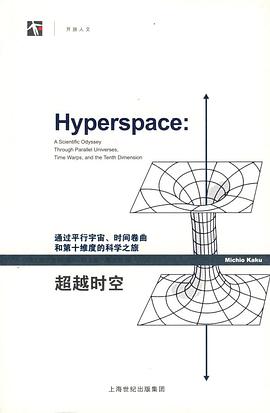 开放人文
Hyperspace:
A Scientific Odyssey
Through Parallel Universes,
Time Warps, and the Tenth Dimension
通过平行宇宙、时间卷曲
和第十维度的科学之旅
Michio Kaku
超越时空
上海世纪出版集团